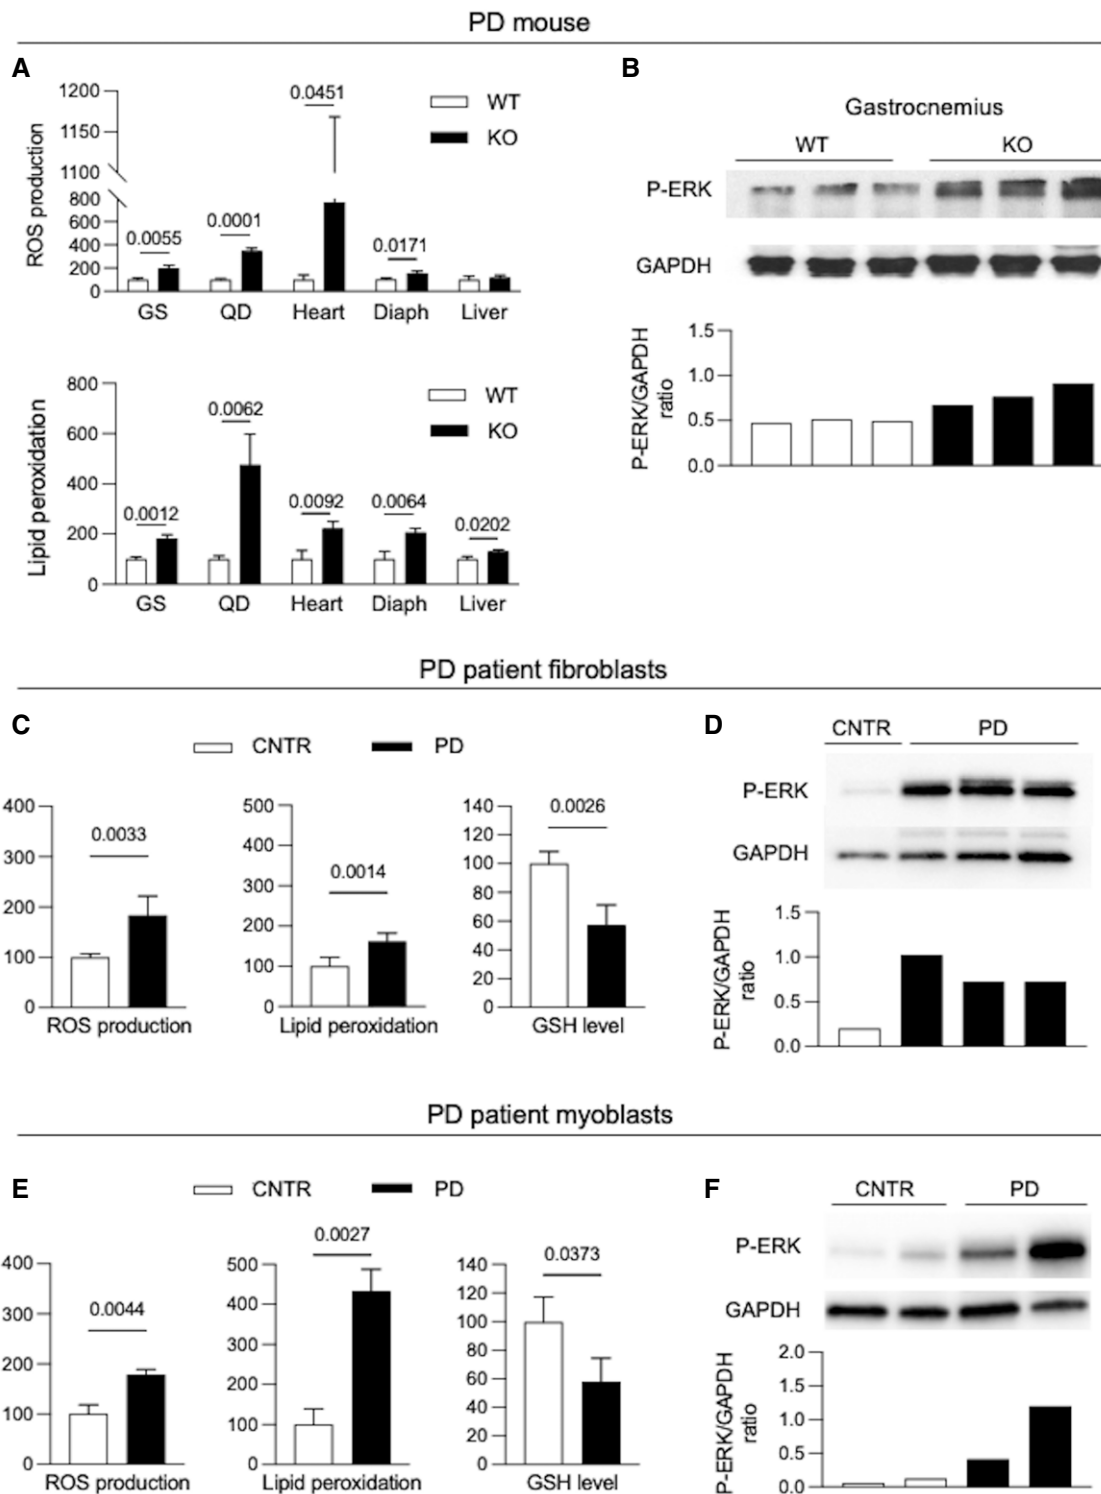 PD mouse
A
1200
1150
1100
800
600
400
200
0
ROS production
0.0055
0.0001
0.0451
0.0171
WT
KO
GS QD Heart Diaph Liver
800
600
400
200
0
Lipid peroxidation
0.0012
0.0062
0.0092
0.0064
0.0202
WT
KO
GS QD Heart Diaph Liver
B
Gastrocnemius
WT KO
P-ERK
GAPDH
P-ERK/GAPDH
ratio
1.5
1.0
0.5
0.0
PD patient fibroblasts
C
CNTR PD
400
300
200
100
0
0.0033
ROS production
500
400
300
200
100
0
0.0014
Lipid peroxidation
140
120
100
80
60
40
20
0
0.0026
GSH level
D
CNTR PD
P-ERK
GAPDH
P-ERK/GAPDH
ratio
1.5
1.0
0.5
0.0
PD patient myoblasts
E
CNTR PD
400
300
200
100
0
0.0044
ROS production
500
400
300
200
100
0
0.0027
Lipid peroxidation
140
120
100
80
60
40
20
0
0.0373
GSH level
F
CNTR PD
P-ERK
GAPDH
P-ERK/GAPDH
ratio
2.0
1.5
1.0
0.5
0.0